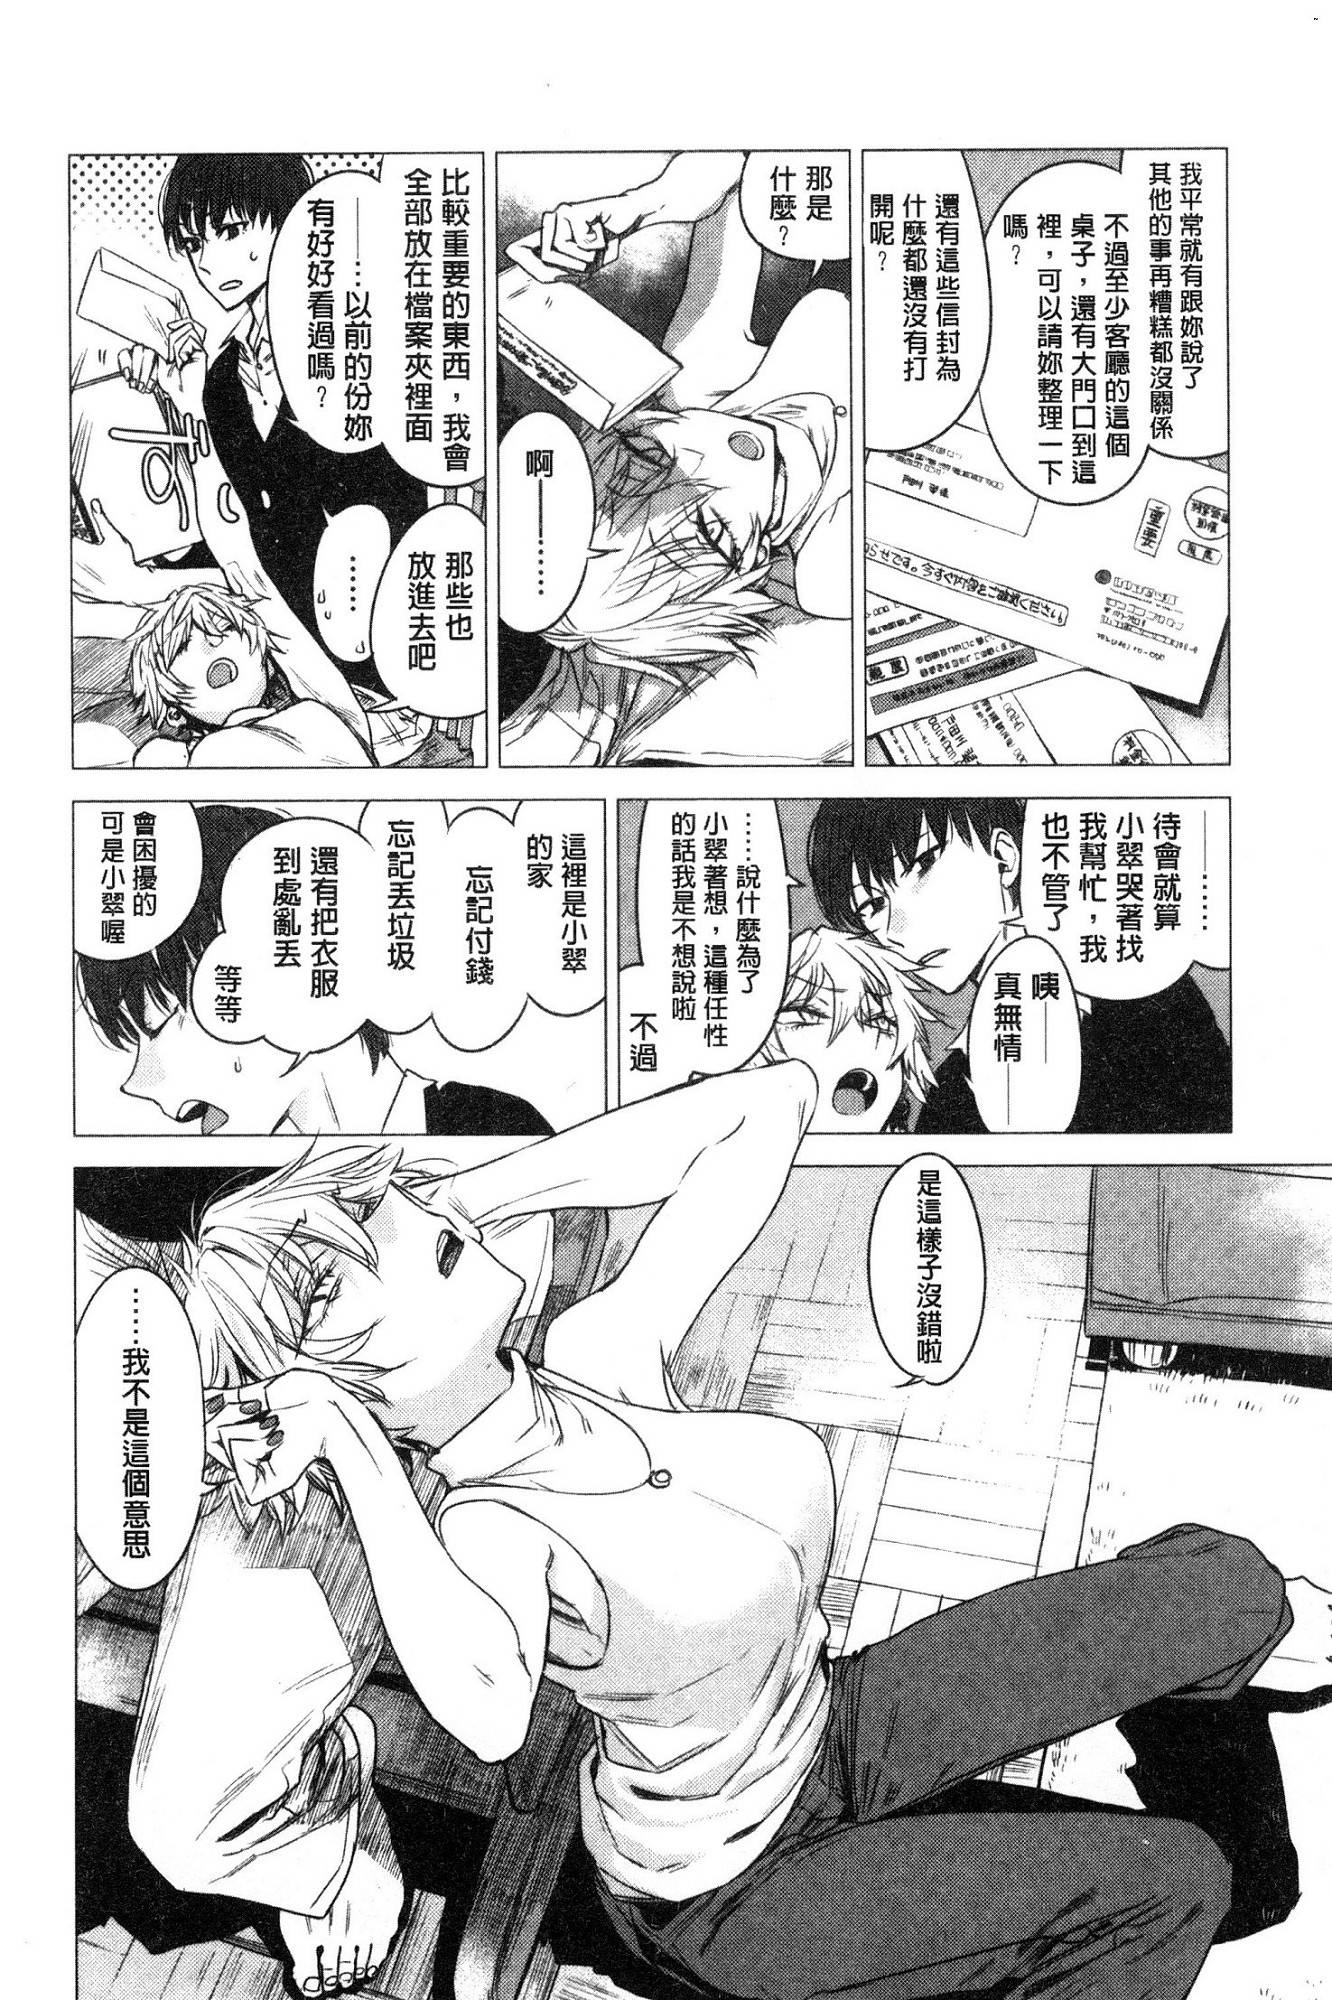 我平常就有跟妳說了
其他的事再糟糕都沒關係
不過至少客廳的這個
桌子，還有大門口到這
裡，可以請妳整理一下
嗎？
還有這些信封為
什麼都還沒有打
開呢？
重要
親展
親展
那是
什麼？
啊———………
比較重要的東西，我會
全部放在檔案夾裡面
———……以前的份妳
有好好看過嗎？
那些也
放進去吧
……
————………
待會就算
小翠哭著找
我幫忙，我
也不管了
咦——
真無情——
……說什麼為了
小翠著想，這種任性
的話我是不想說啦
不過
這裡是小翠
的家
忘記付錢
忘記丟垃圾
還有把衣服
到處亂丟
等等
會困擾的
可是小翠喔
是這樣子沒錯啦
……我不是這個意思